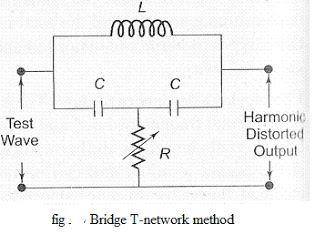 L
C C
R
Test
Wave
Harmonic
Distorted
Output
fig . Bridge T-network method